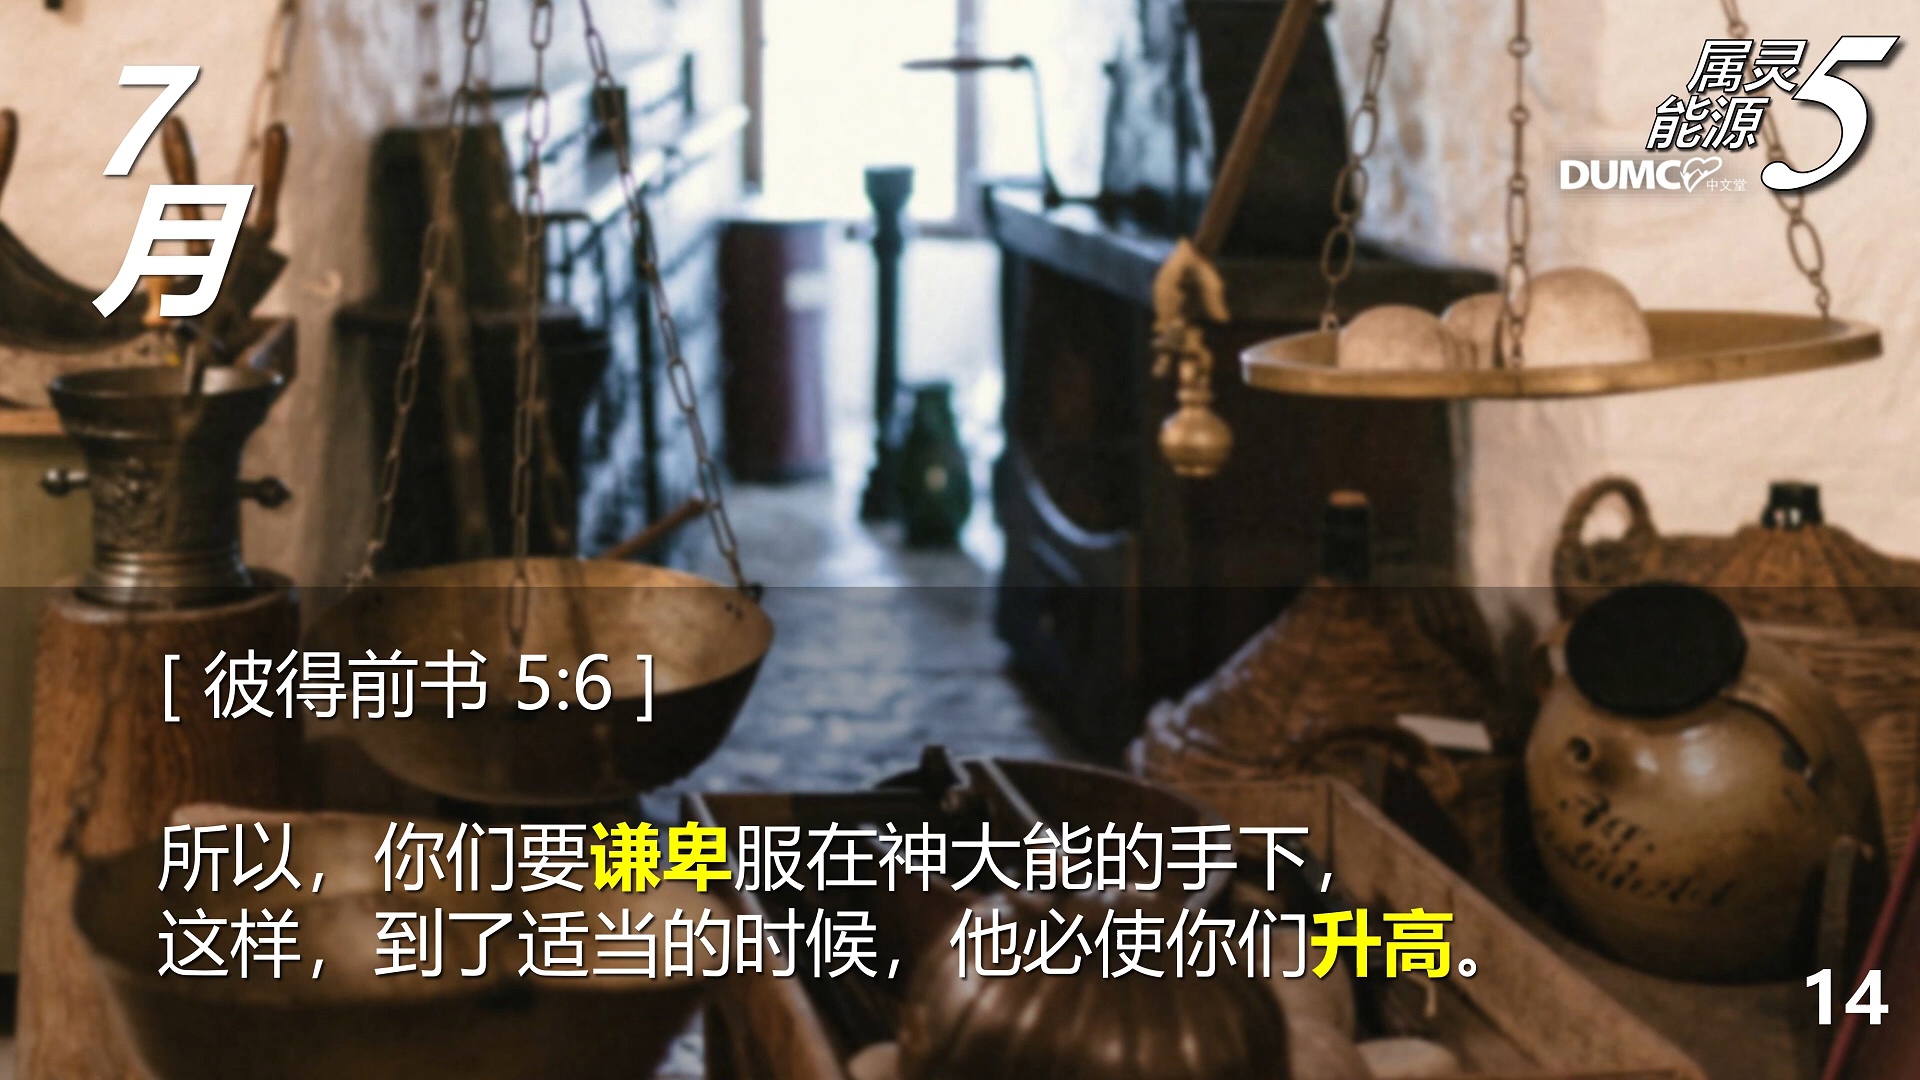 7
月
属灵
能源
5
DUMC
中文堂
[ 彼得前书 5:6 ]
所以，你们要谦卑服在神大能的手下，
这样，到了适当的时候，他必使你们升高。
14